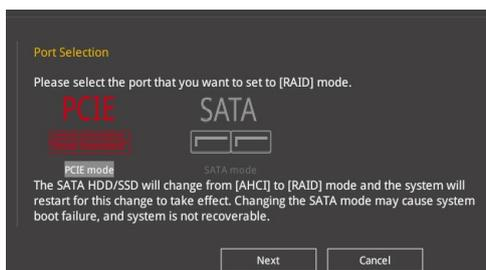 Port Selection
Please select the port that you want to set to [RAID] mode.
PCIE SATA
PCIE mode SATA mode
The SATA HDD/SSD will change from [AHCI] to [RAID] mode and the system will
restart for this change to take effect. Changing the SATA mode may cause system
boot failure, and system is not recoverable.
Next Cancel